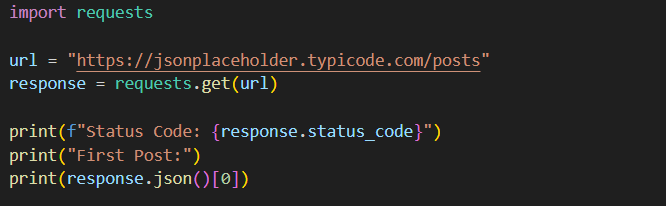 import requests
url = "https://jsonplaceholder.typicode.com/posts"
response = requests.get(url)
print(f"Status Code: {response.status_code}")
print("First Post:")
print(response.json()[0])